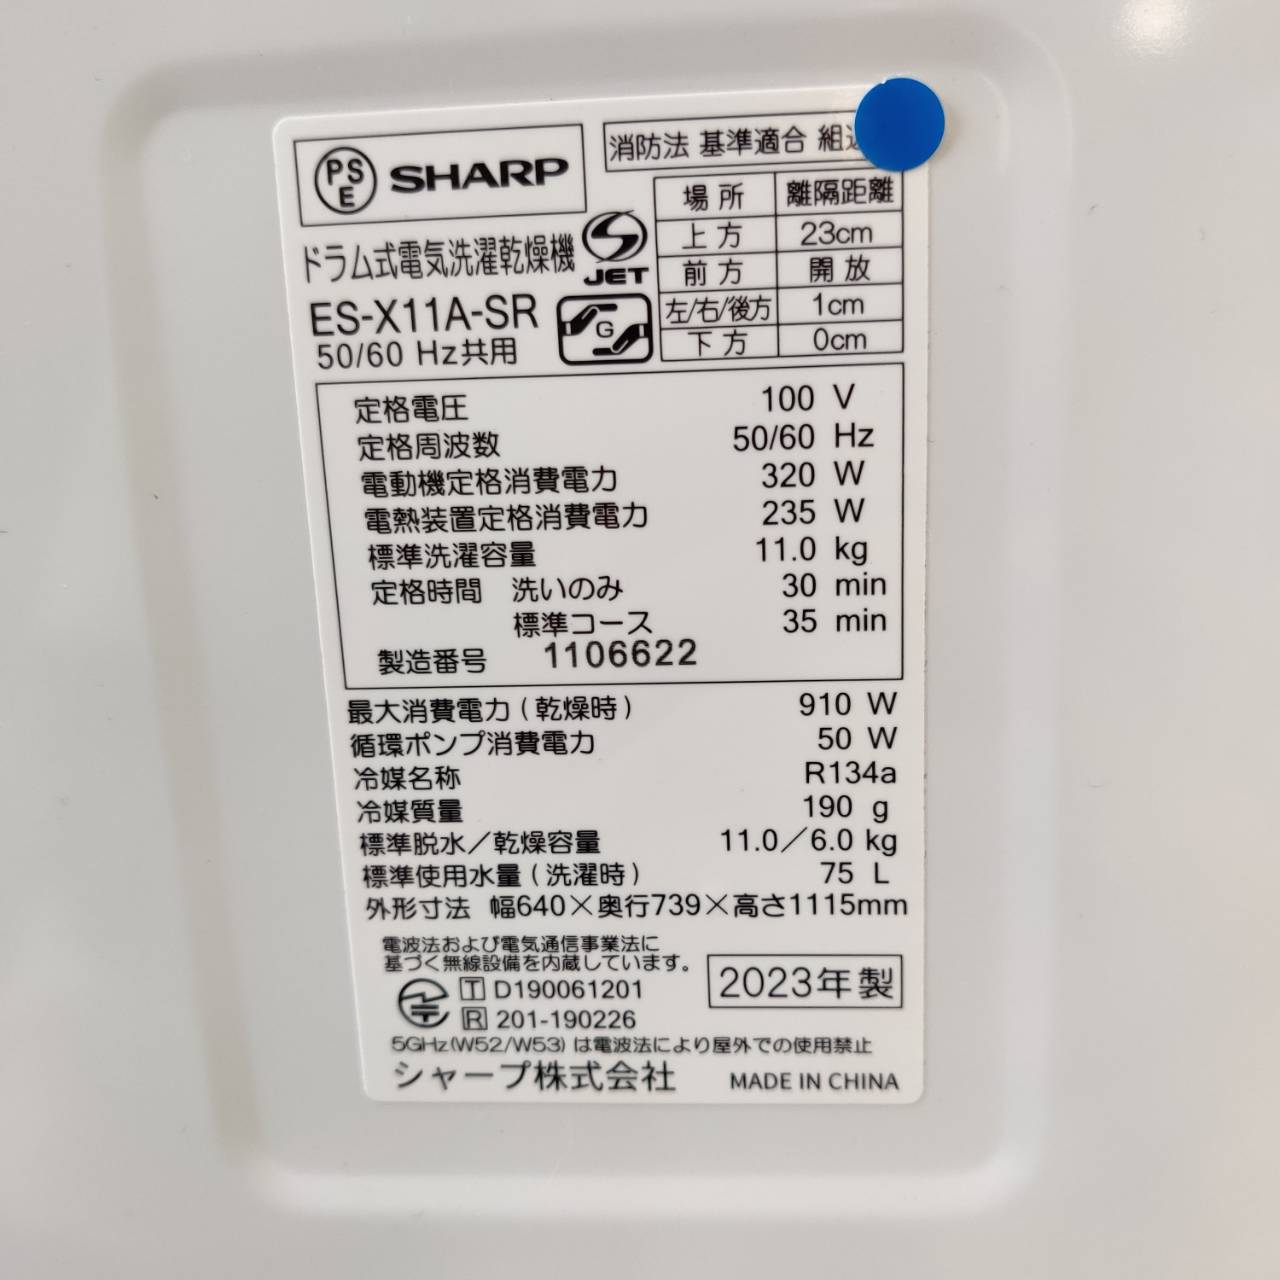 PS
E
SHARP
消防法 基準適合
ドラム式電気洗濯乾燥機
JET
ES-X11A-SR
50/60 Hz共用
G
場所 離隔距離
上方 23cm
前方 開放
左/右/後方 1cm
下方 0cm
定格電圧 100 V
定格周波数 50/60 Hz
電動機定格消費電力 320 W
電熱装置定格消費電力 235 W
標準洗濯容量 11.0 kg
定格時間 洗いのみ 30 min
標準コース 35 min
製造番号 1106622
最大消費電力(乾燥時) 910 W
循環ポンプ消費電力 50 W
冷媒名称 R134a
冷媒質量 190 g
標準脱水/乾燥容量 11.0/6.0 kg
標準使用水量(洗濯時) 75 L
外形寸法 幅640×奥行739×高さ1115mm
電波法および電気通信事業法に
基づく無線設備を内蔵しています。
T D190061201
R 201-190226
2023年製
5GHz(W52/W53)は電波法により屋外での使用禁止
シャープ株式会社 MADE IN CHINA